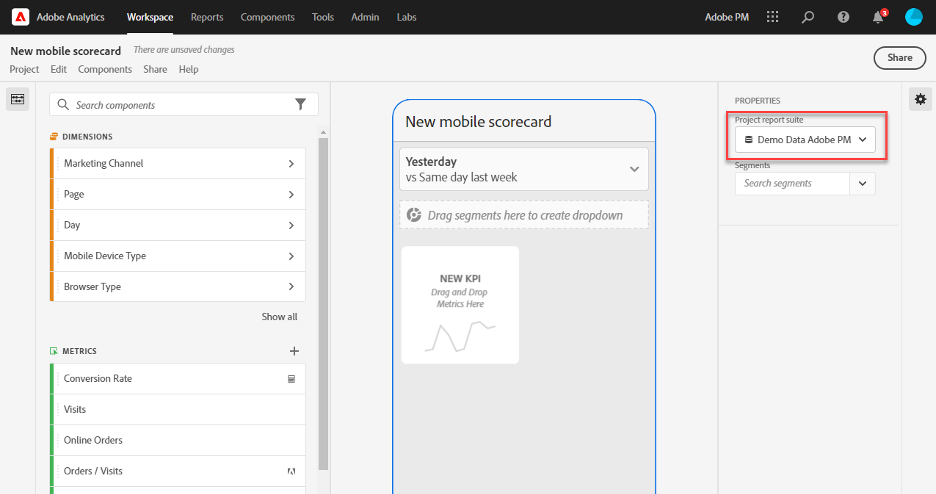 Adobe Analytics Workspace Reports Components Tools Admin Labs Adobe PM 3
New mobile scorecard There are unsaved changes
Project Edit Components Share Help
Share
Search components
DIMENSIONS
Marketing Channel
Page
Day
Mobile Device Type
Browser Type
Show all
METRICS
Conversion Rate
Visits
Online Orders
Orders / Visits
New mobile scorecard
Yesterday
vs Same day last week
Drag segments here to create dropdown
NEW KPI
Drag and Drop
Metrics Here
PROPERTIES
Project report suite
Demo Data Adobe PM
Segments
Search segments